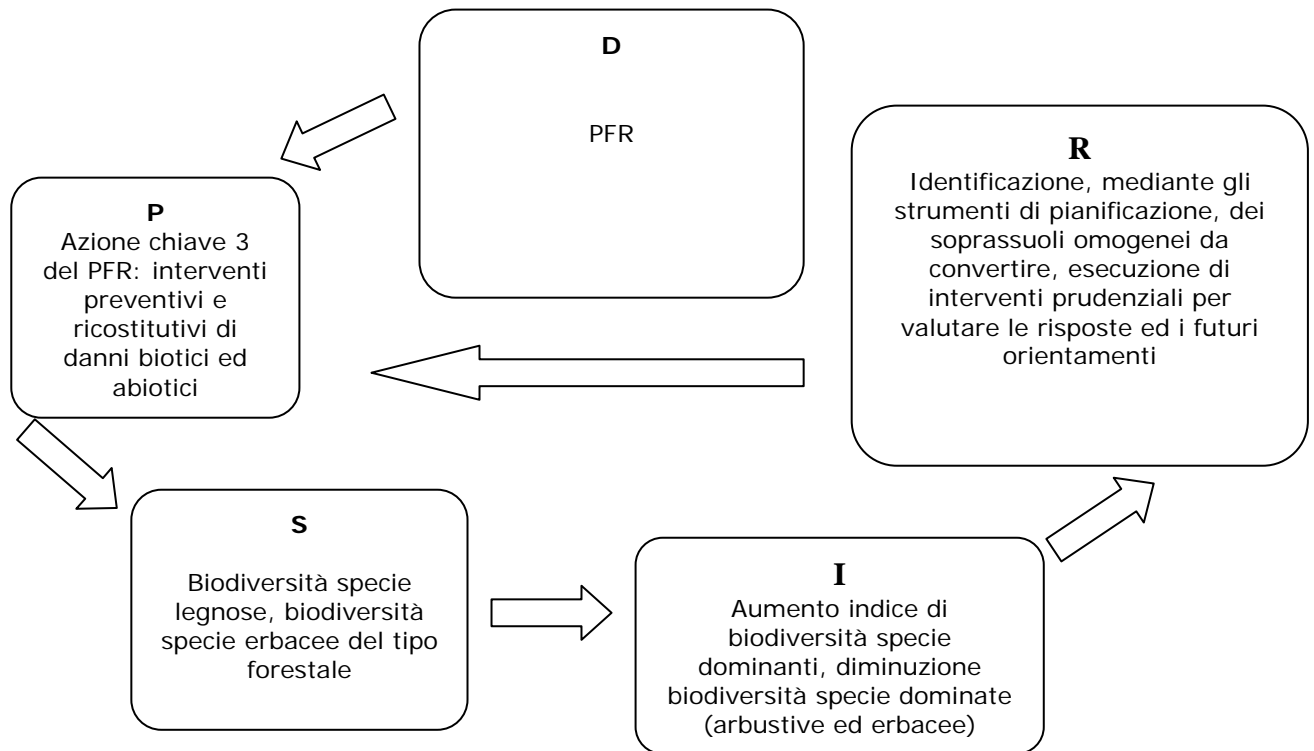 D
PFR
P
Azione chiave 3
del PFR: interventi
preventivi e
ricostitutivi di
danni biotici ed
abiotici
S
Biodiversità specie
legnose, biodiversità
specie erbacee del tipo
forestale
I
Aumento indice di
biodiversità specie
dominanti, diminuzione
biodiversità specie dominate
(arbustive ed erbacee)
R
Identificazione, mediante gli
strumenti di pianificazione, dei
soprassuoli omogenei da
convertire, esecuzione di
interventi prudenziali per
valutare le risposte ed i futuri
orientamenti